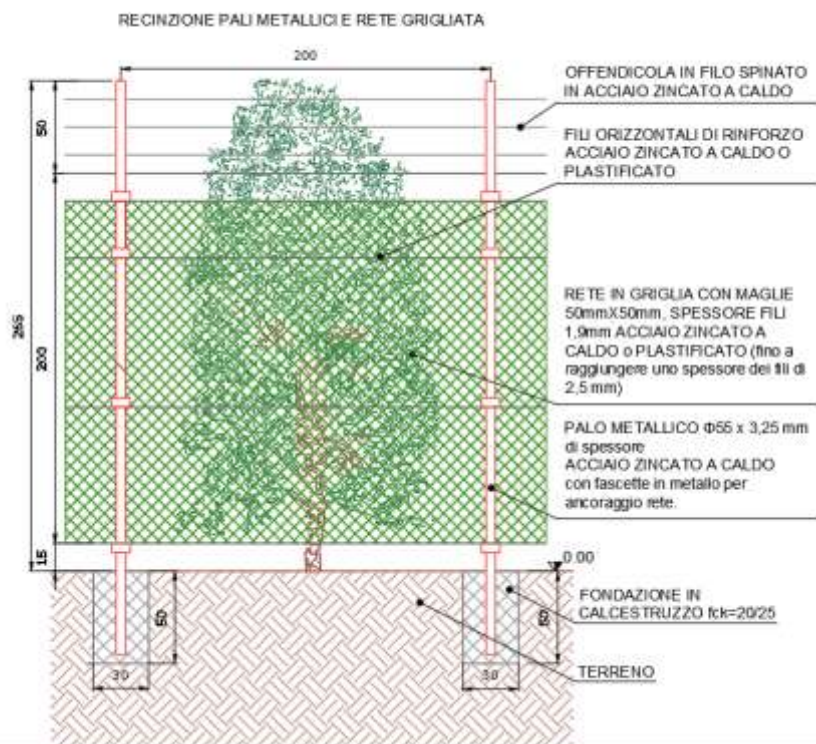 RECINZIONE PALI METALLICI E RETE GRIGLIATA
200
OFFENDICOLA IN FILO SPINATO
IN ACCIAIO ZINCATO A CALDO
50
FILI ORIZZONTALI DI RINFORZO
ACCIAIO ZINCATO A CALDO O
PLASTIFICATO
265
200
RETE IN GRIGLIA CON MAGLIE
50mmX50mm, SPESSORE FILI
1,9mm ACCIAIO ZINCATO A
CALDO o PLASTIFICATO (fino a
raggiungere uno spessore dei fili di
2,5 mm)
PALO METALLICO Φ55 x 3,25 mm
di spessore
ACCIAIO ZINCATO A CALDO
con fascette in metallo per
ancoraggio rete.
15
0.00
FONDAZIONE IN
CALCESTRUZZO fck=20/25
50
50
30
30
TERRENO